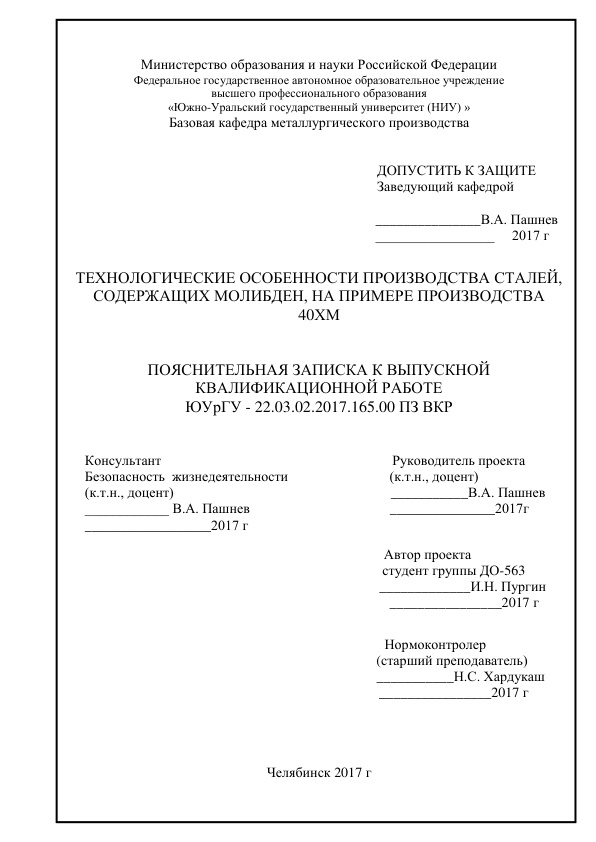 Министерство образования и науки Российской Федерации
Федеральное государственное автономное образовательное учреждение
высшего профессионального образования
«Южно-Уральский государственный университет (НИУ) »
Базовая кафедра металлургического производства
ДОПУСТИТЬ К ЗАЩИТЕ
Заведующий кафедрой
_______________В.А. Пашнев
_________________ 2017 г
ТЕХНОЛОГИЧЕСКИЕ ОСОБЕННОСТИ ПРОИЗВОДСТВА СТАЛЕЙ,
СОДЕРЖАЩИХ МОЛИБДЕН, НА ПРИМЕРЕ ПРОИЗВОДСТВА
40ХМ
ПОЯСНИТЕЛЬНАЯ ЗАПИСКА К ВЫПУСКНОЙ
КВАЛИФИКАЦИОННОЙ РАБОТЕ
ЮУрГУ - 22.03.02.2017.165.00 ПЗ ВКР
Консультант
Безопасность жизнедеятельности
(к.т.н., доцент)
____________ В.А. Пашнев
__________________2017 г
Руководитель проекта
(к.т.н., доцент)
___________В.А. Пашнев
_______________2017г
Автор проекта
студент группы ДО-563
_____________И.Н. Пургин
________________2017 г
Нормоконтролер
(старший преподаватель)
___________Н.С. Хардукаш
________________2017 г
Челябинск 2017 г